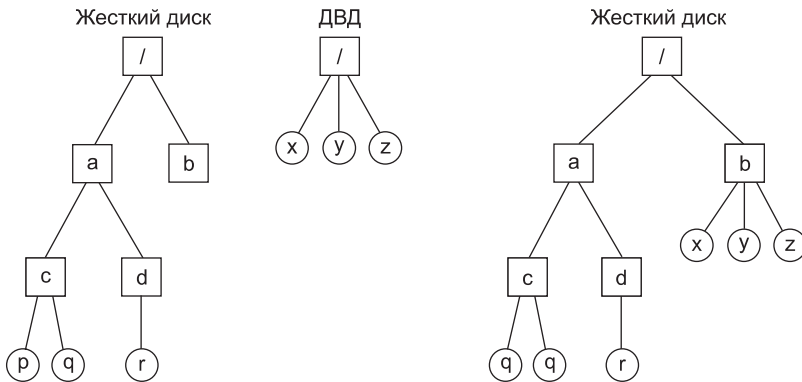 Жесткий диск ДВД Жесткий диск
/ / /
x y z
a b a b
x y z
c d c d
p q r q q r